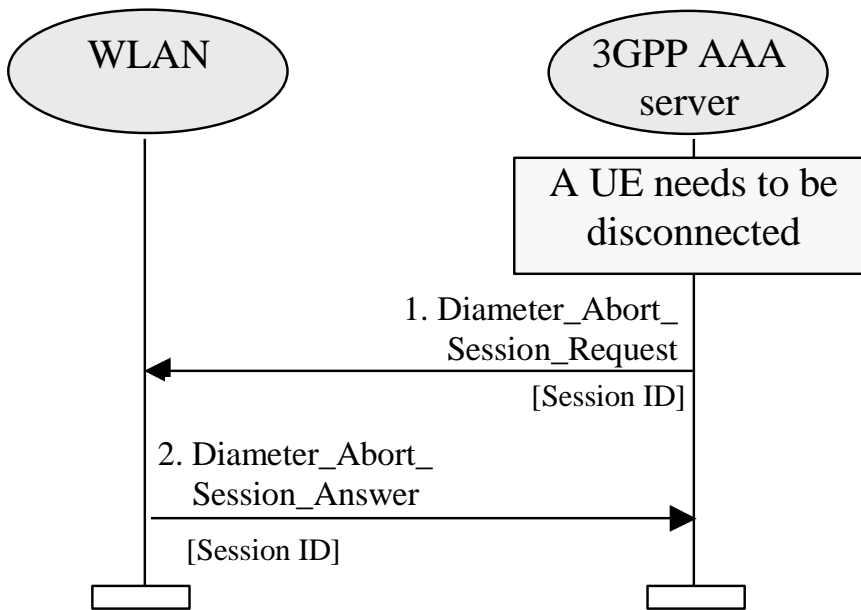 WLAN
3GPP AAA
server
A UE needs to be
disconnected
1. Diameter_Abort_
Session_Request
[Session ID]
2. Diameter_Abort_
Session_Answer
[Session ID]